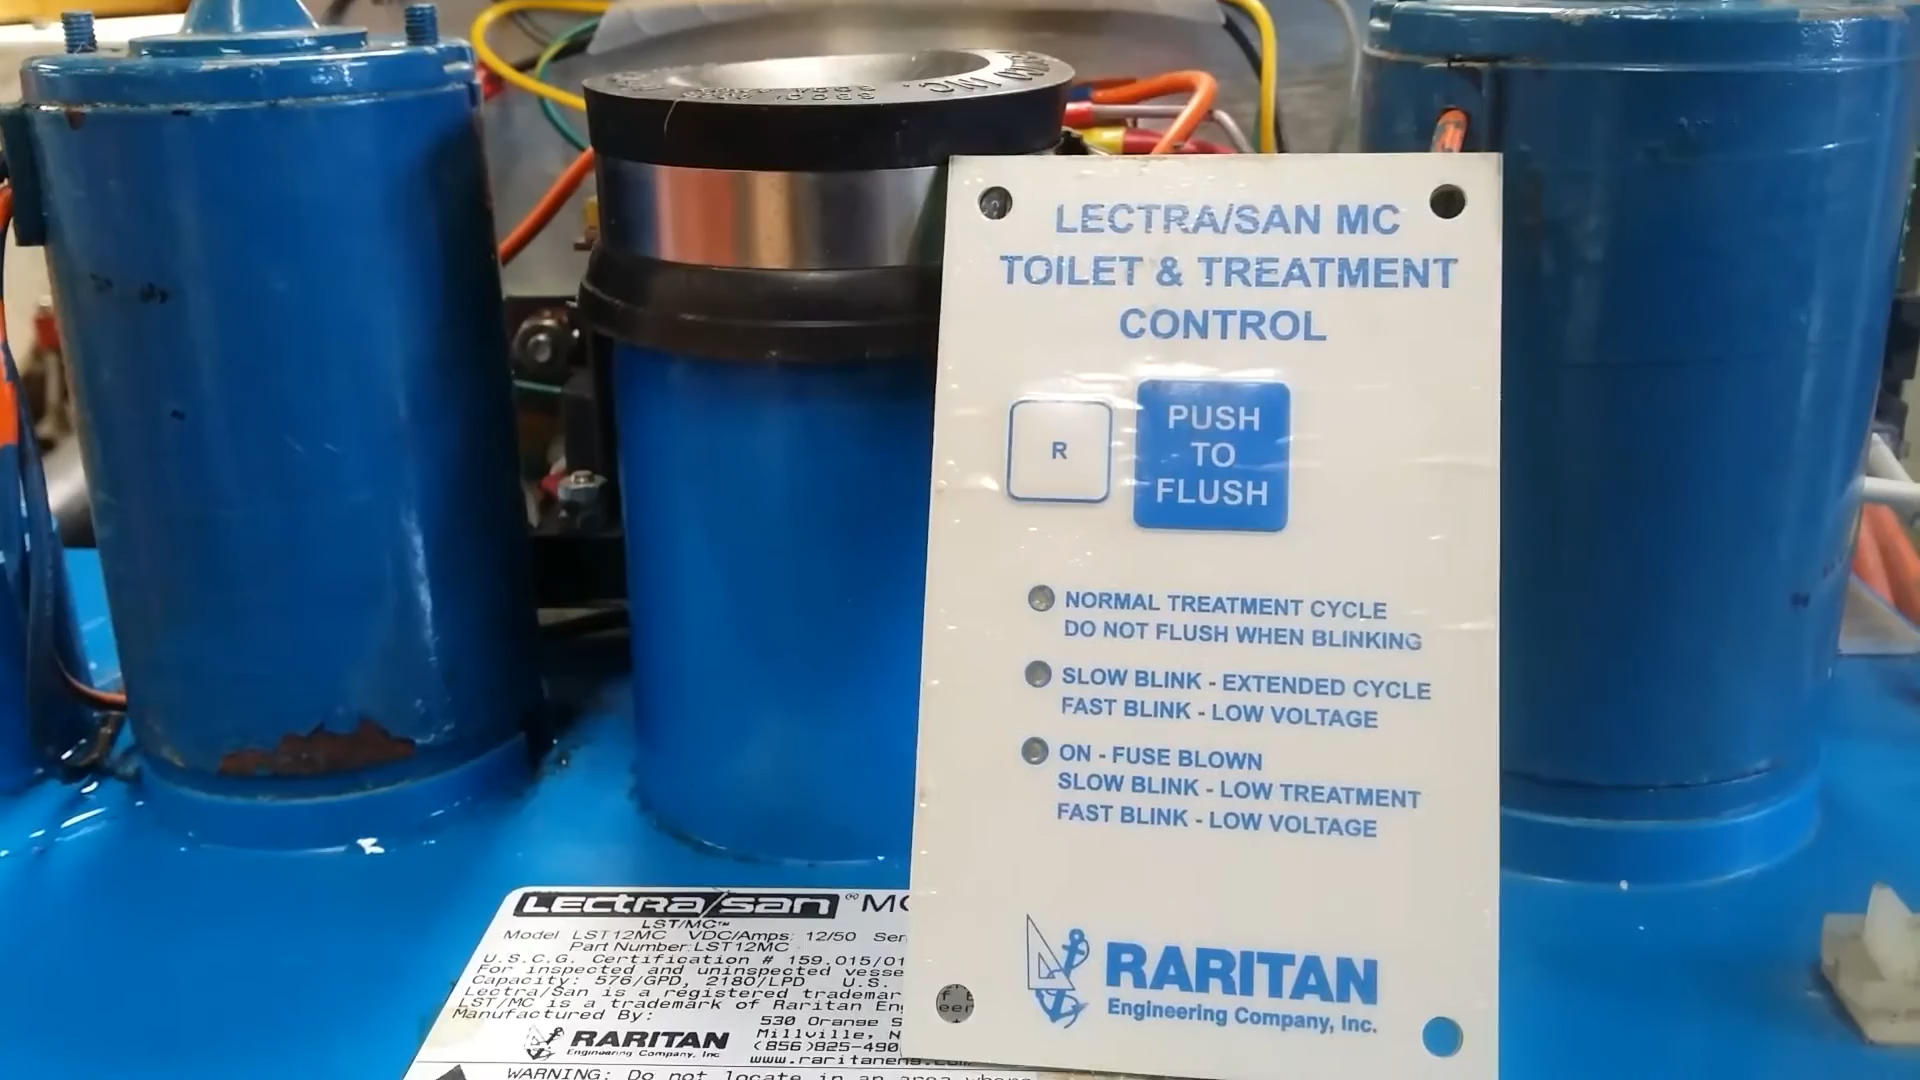 LECTRA/SAN MC
TOILET & TREATMENT
CONTROL
R
PUSH
TO
FLUSH
NORMAL TREATMENT CYCLE
DO NOT FLUSH WHEN BLINKING
SLOW BLINK - EXTENDED CYCLE
FAST BLINK - LOW VOLTAGE
ON - FUSE BLOWN
SLOW BLINK - LOW TREATMENT
FAST BLINK - LOW VOLTAGE
RARITAN
Engineering Company, Inc.
Lectra/San ® MC
LST/MC™
Model LST12MC VDC/Amps: 12/50 Ser
Part Number: LST12MC
U.S.C.G. Certification # 159.015/01
For inspected and uninspected vesse
Capacity: 576/GPD, 2180/LPD U.S.
Lectra/San is a registered trademar
LST/MC is a trademark of Raritan En
Manufactured By:
530 Orange S
Millville, N
(856)825-490
www.raritaneng.com
RARITAN
Engineering Company, Inc
WARNING: Do not locate in an area where